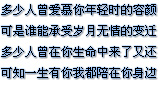 多少人曾爱慕你年轻时的容颜
可是谁能承受岁月无情的变迁
多少人曾在你生命中来了又还
可知一生有你我都陪在你身边